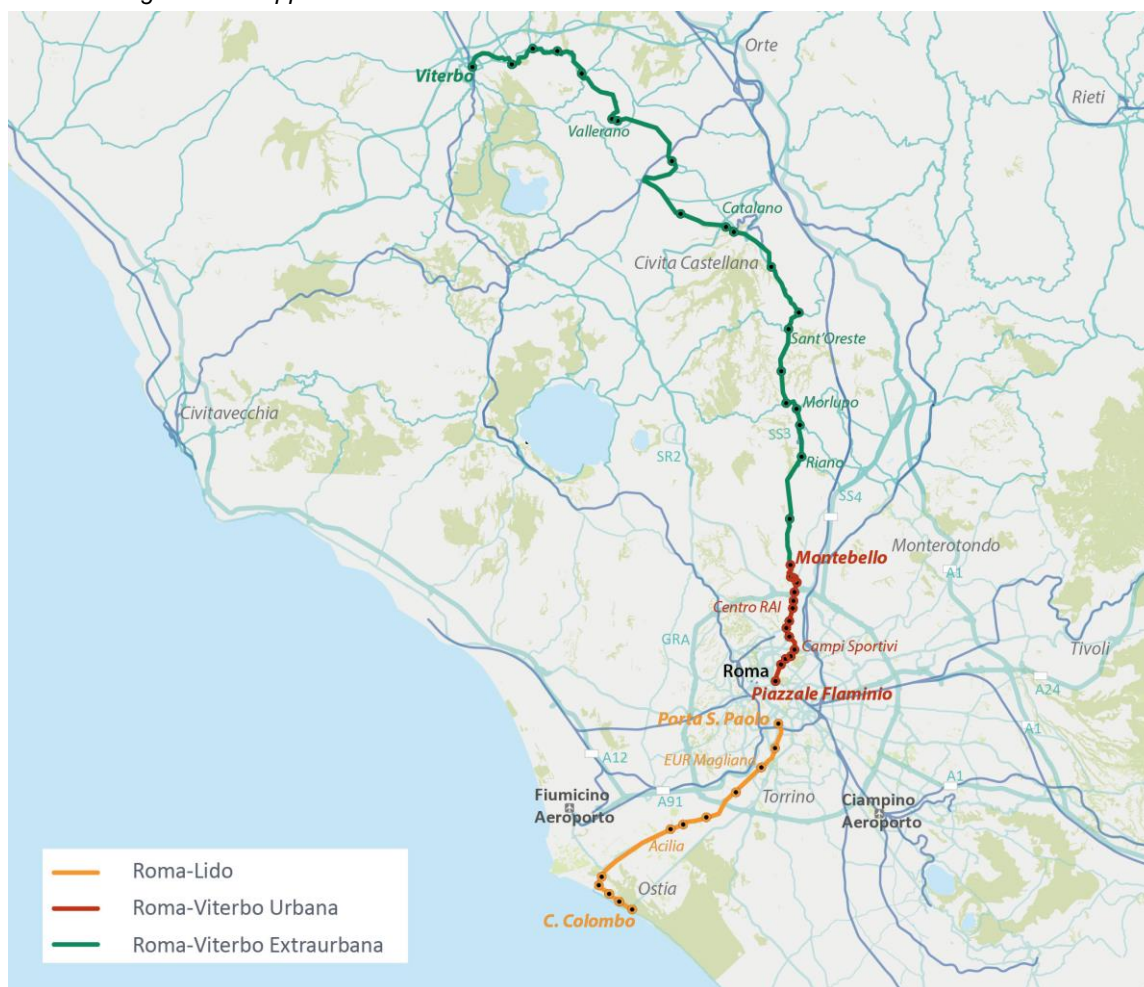 Orte
Viterbo
Rieti
Vallerano
Catalano
Civita Castellana
Sant'Oreste
Civitavecchia
Morlupo
SS3
SR2
Riano
SS4
Monterotondo
Montebello
A1
Centro RAI
GRA
Campi Sportivi
Tivoli
Roma
A24
Piazzale Flaminio
Porta S. Paolo
A1
A12
EUR Magliana
A1
Fiumicino
Aeroporto
A91
Torrino
Ciampino
Aeroporto
Acilia
Ostia
C. Colombo
Roma-Lido
Roma-Viterbo Urbana
Roma-Viterbo Extraurbana